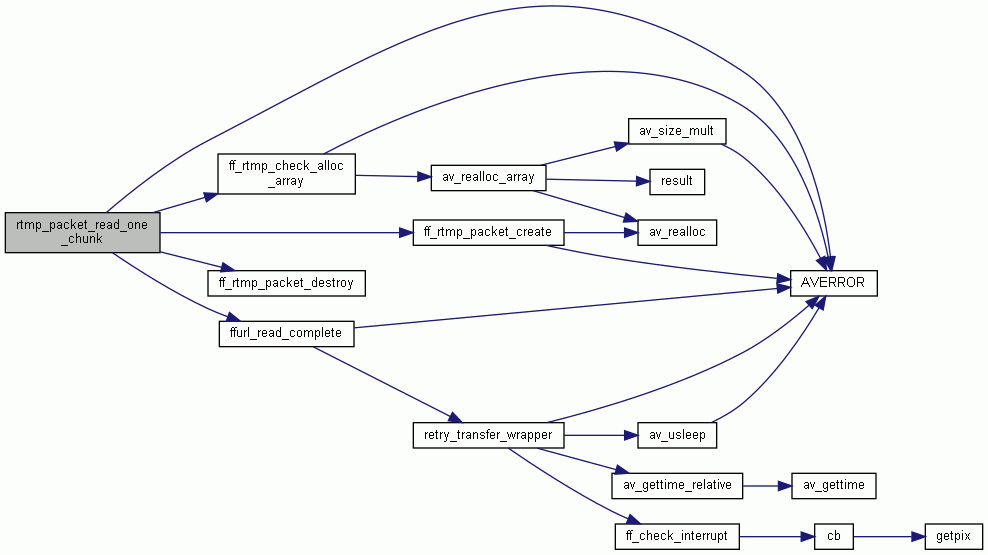 rtmp_packet_read_one
_chunk
ff_rtmp_check_alloc
_array
ff_rtmp_packet_destroy
ffurl_read_complete
av_realloc_array
ff_rtmp_packet_create
retry_transfer_wrapper
av_size_mult
result
av_realloc
av_usleep
av_gettime_relative
ff_check_interrupt
AVERROR
av_gettime
cb
getpix